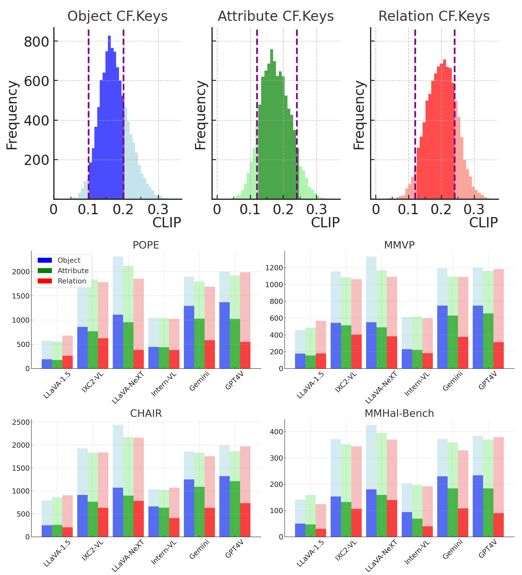 Object CF.Keys
Attribute CF.Keys
Relation CF.Keys
Frequency
800
600
400
200
0
0.1
0.2
0.3
CLIP
Frequency
0
0.1
0.2
0.3
CLIP
Frequency
0
0.1
0.2
0.3
CLIP
POPE
Object
Attribute
Relation
2000
1500
1000
500
0
LLaVA-1.5
IXC2-VL
LLaVA-NeXT
Intern-VL
Gemini
GPT4V
MMVP
1200
1000
800
600
400
200
0
LLaVA-1.5
IXC2-VL
LLaVA-NeXT
Intern-VL
Gemini
GPT4V
CHAIR
2500
2000
1500
1000
500
0
LLaVA-1.5
IXC2-VL
LLaVA-NeXT
Intern-VL
Gemini
GPT4V
MMHal-Bench
400
300
200
100
0
LLaVA-1.5
IXC2-VL
LLaVA-NeXT
Intern-VL
Gemini
GPT4V